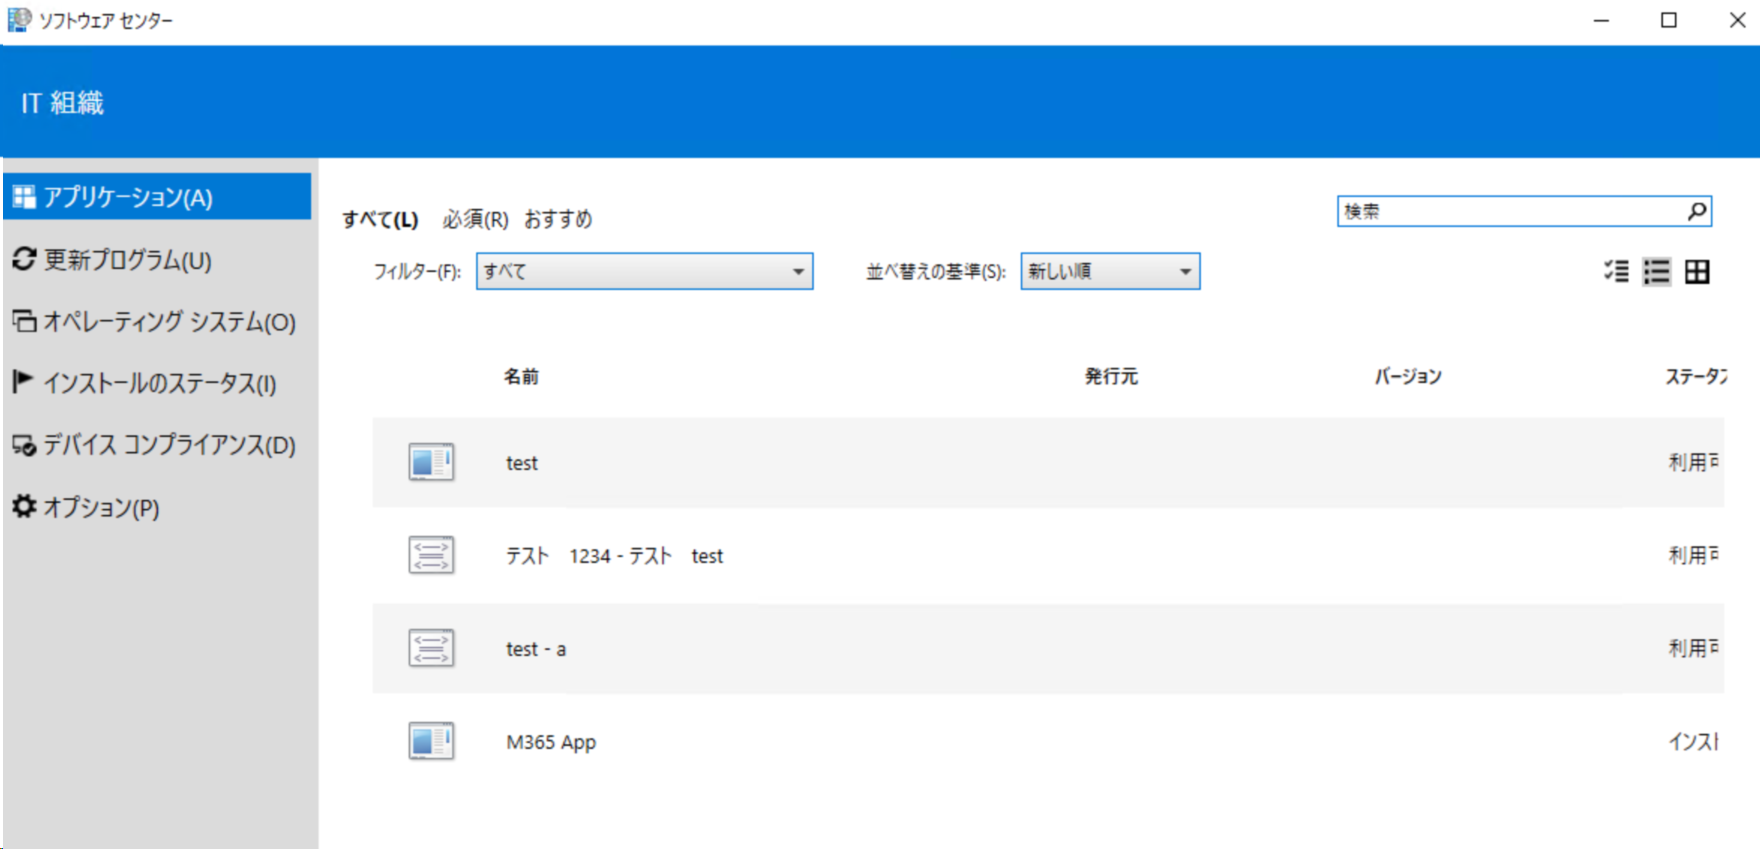 ソフトウェア センター
IT 組織
アプリケーション(A)
更新プログラム(U)
オペレーティング システム(O)
インストールのステータス(I)
デバイス コンプライアンス(D)
オプション(P)
すべて(L) 必須(R) おすすめ
検索
フィルター(F): すべて 並べ替えの基準(S): 新しい順
名前 発行元 バージョン ステータス
test 利用可
テスト　1234 - テスト　test 利用可
test - a 利用可
M365 App インスト